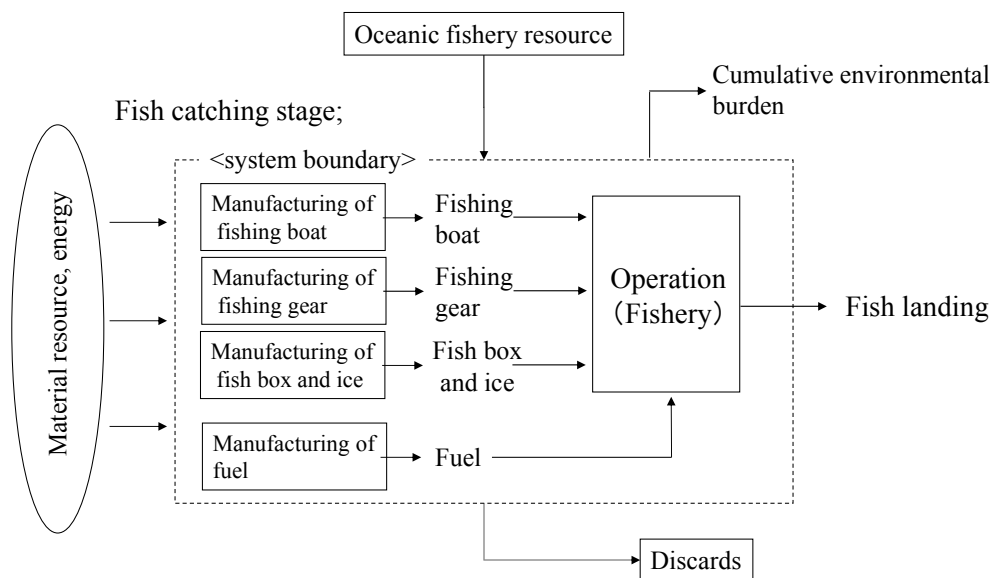 Oceanic fishery resource
Cumulative environmental
burden
Fish catching stage;
<system boundary>
Material resource, energy
Manufacturing of
fishing boat
Fishing
boat
Manufacturing of
fishing gear
Fishing
gear
Manufacturing of
fish box and ice
Fish box
and ice
Manufacturing of
fuel
Fuel
Operation
（Fishery）
Fish landing
Discards